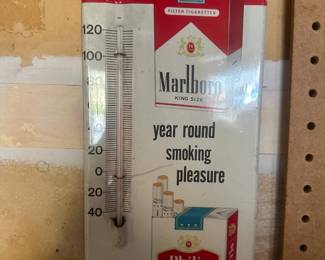 FILTER CIGARETTES
Marlboro
KING SIZE
year round
smoking
pleasure
120
100
20
0
20
40